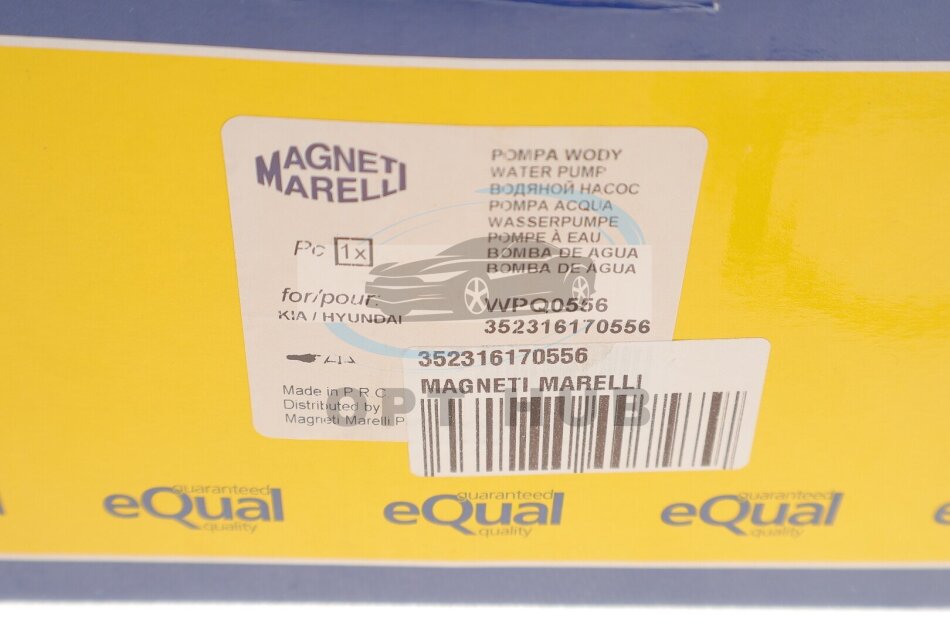 MAGNETI
MARELLI
POMPA WODY
WATER PUMP
ВОДЯНОЙ НАСОС
POMPA ACQUA
WASSERPUMPE
POMPE À EAU
BOMBA DE AGUA
BOMBA DE ÁGUA
Pc 1x
for/pour:
KIA / HYUNDAI
WPQ0556
352316170556
352316170556
MAGNETI MARELLI
Made in P R C
Distributed by
Magneti Marelli
OPT HUB
guaranteed
eQual
quality
guaranteed
eQual
quality
guaranteed
eQual
quality